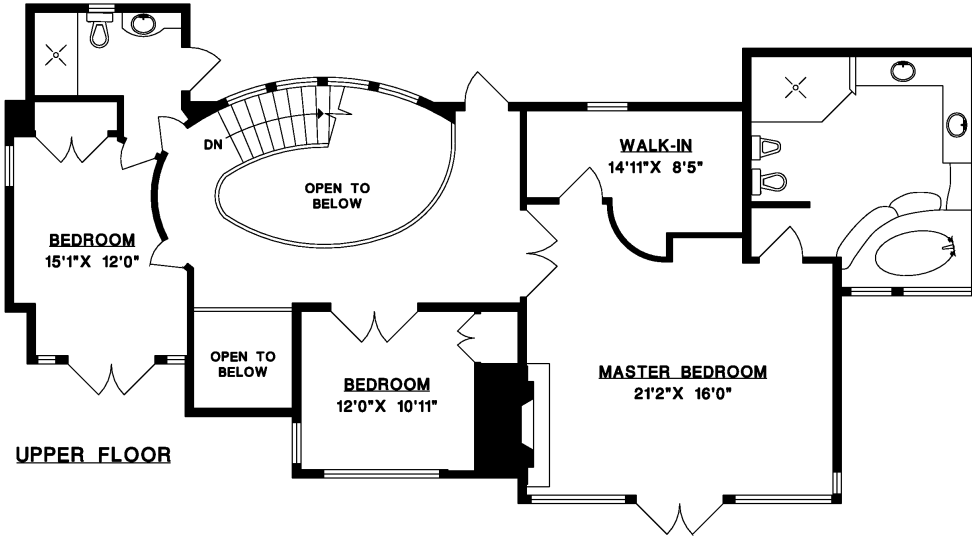 DN
WALK-IN
14'11"X 8'5"
OPEN TO
BELOW
BEDROOM
15'1"X 12'0"
OPEN TO
BELOW
BEDROOM
12'0"X 10'11"
MASTER BEDROOM
21'2"X 16'0"
UPPER FLOOR